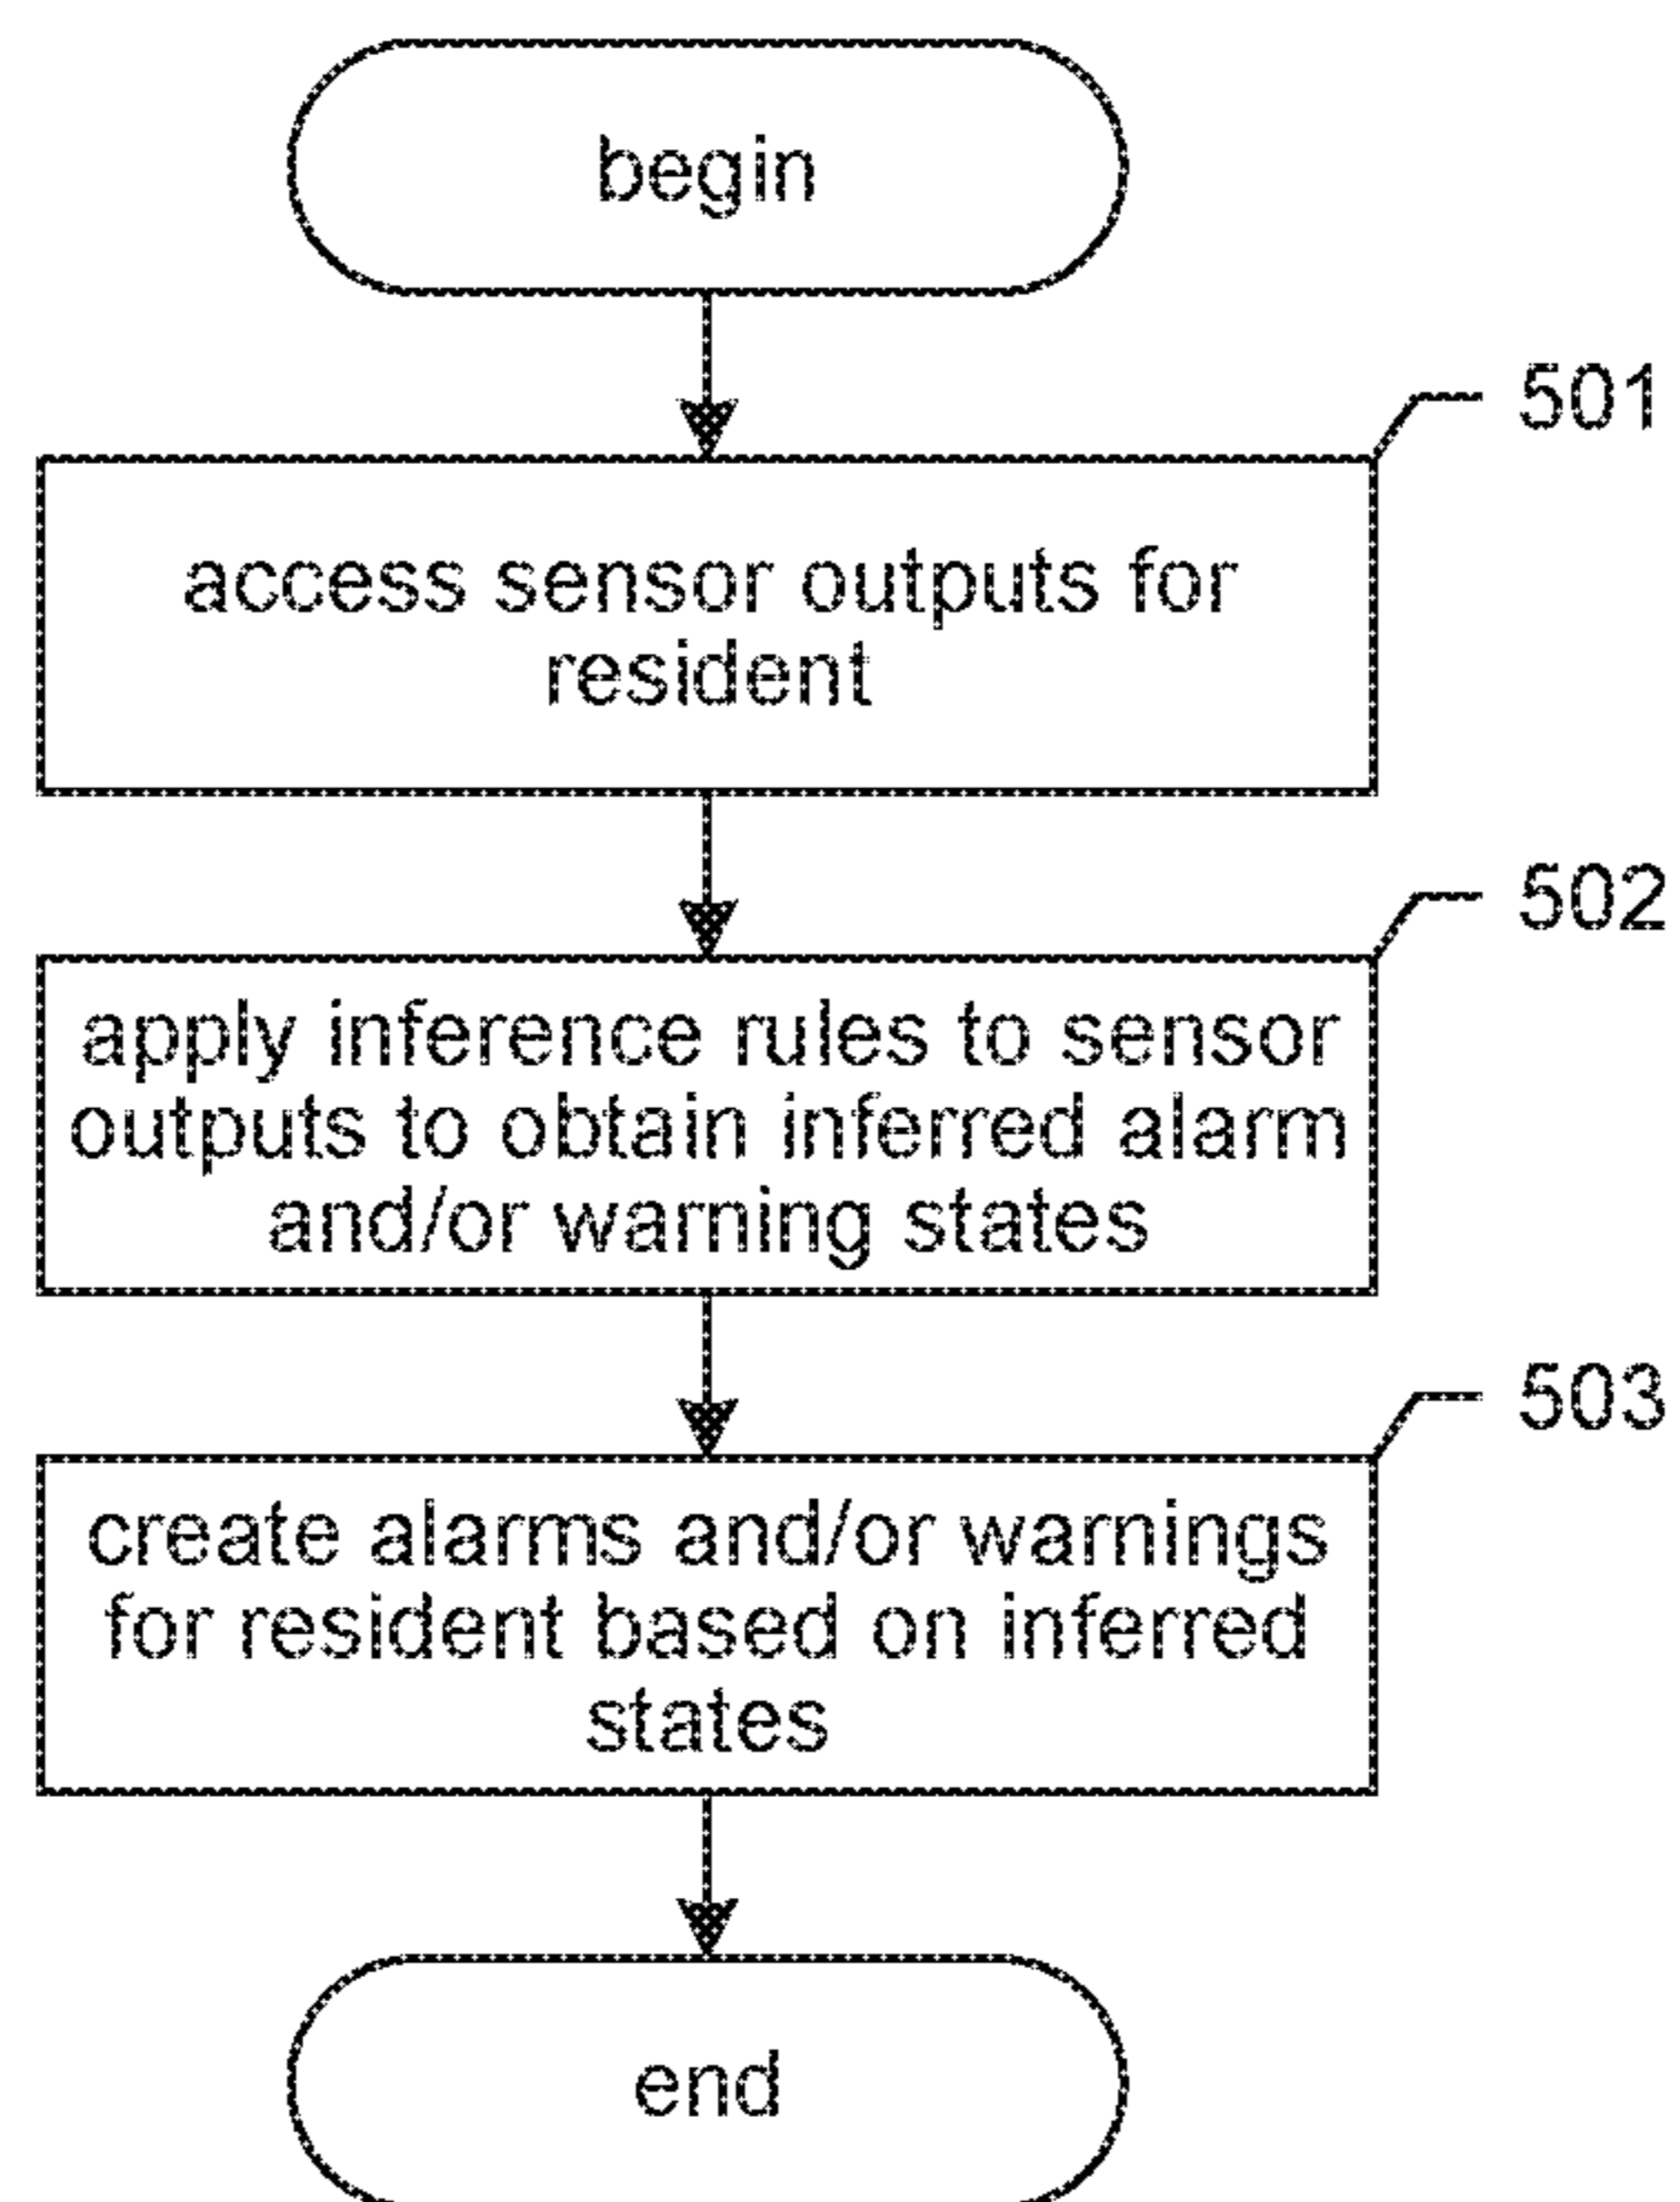 begin
501
access sensor outputs for
resident
502
apply inference rules to sensor
outputs to obtain inferred alarm
and/or warning states
503
create alarms and/or warnings
for resident based on inferred
states
end